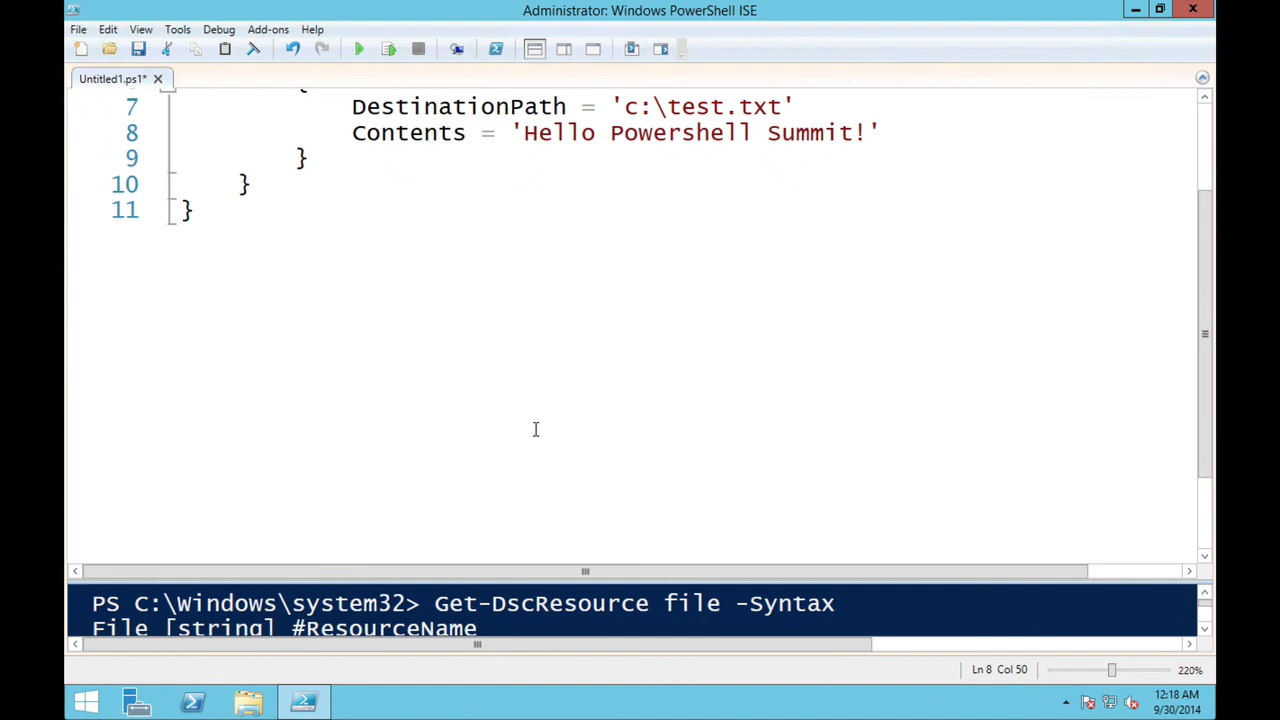 Administrator: Windows PowerShell ISE
File Edit View Tools Debug Add-ons Help
Untitled1.ps1*
7 DestinationPath = 'c:\test.txt'
8 Contents = 'Hello Powershell Summit!'
9 }
10 }
11 }
PS C:\Windows\system32> Get-DscResource file -Syntax
File [string] #ResourceName
Ln 8 Col 50
220%
12:18 AM
9/30/2014